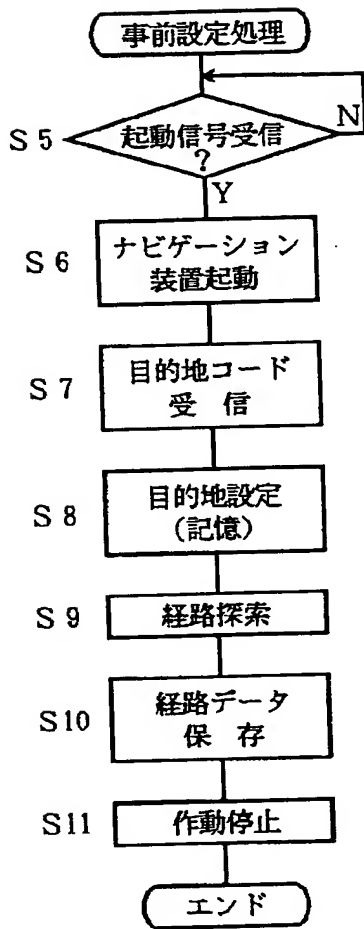 事前設定処理
S5
起動信号受信
?
N
Y
S6
ナビゲーション
装置起動
S7
目的地コード
受 信
S8
目的地設定
(記憶)
S9
経路探索
S10
経路データ
保 存
S11
作動停止
エンド